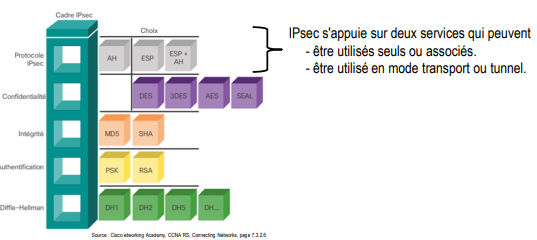 Cadre IPsec
Choix
Protocole
IPsec
AH
ESP
ESP +
AH
IPsec s'appuie sur deux services qui peuvent
- être utilisés seuls ou associés.
- être utilisé en mode transport ou tunnel.
Confidentialité
DES
3DES
AES
SEAL
Intégrité
MD5
SHA
uthentification
PSK
RSA
Diffie-Hellman
DH1
DH2
DH5
DH...
Source : Cisco etworking Academy, CCNA RS, Connecting Networks, page 7.3.2.6